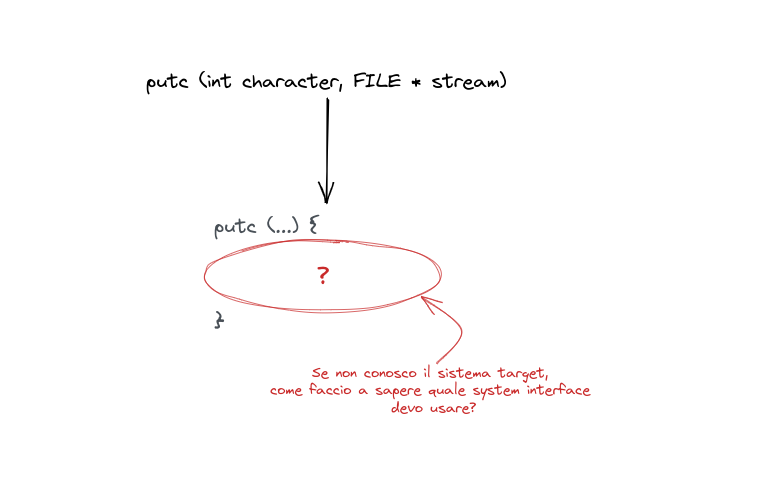 putc (int character, FILE * stream)
putc (...) {
?
}
Se non conosco il sistema target,
come faccio a sapere quale system interface
devo usare?